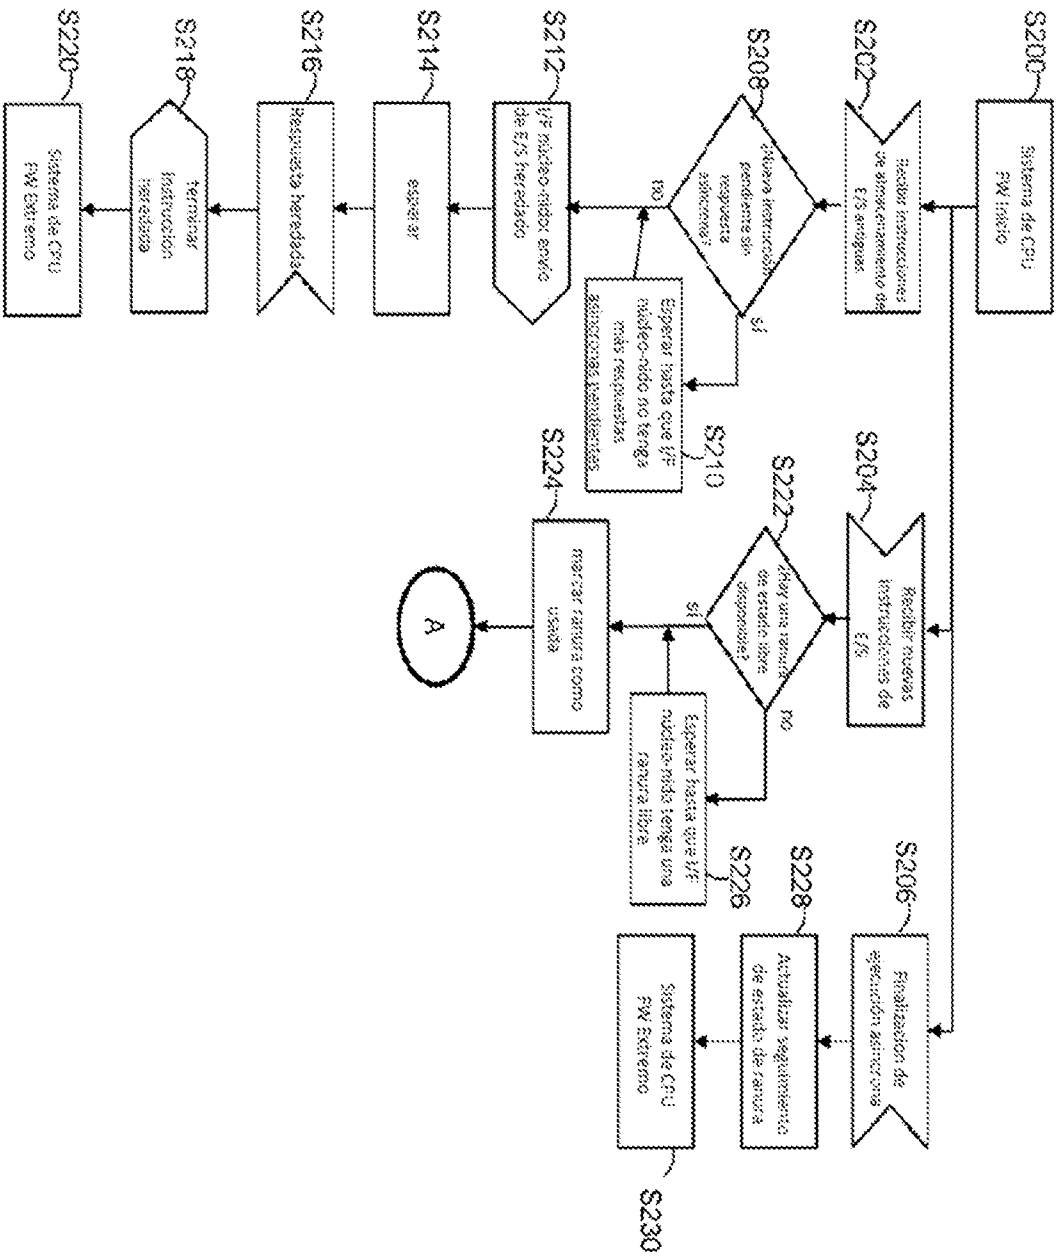 S200
Sistema de CPU
FW Inicio
S202
Recibir instrucciones
de almacenamiento de
E/S antiguas
S208
¿Nueva instrucción
pendiente sin
respuesta
asíncrona?
no
sí
S210
Esperar hasta que I/F
núcleo-nido no tenga
más respuestas
asíncronas pendientes
S212
I/F núcleo-nido: envío
de E/S heredado
S214
esperar
S216
Respuesta heredada
S218
Terminar
instrucción
heredada
S220
Sistema de CPU
FW Extremo
S204
Recibir nuevas
instrucciones de
E/S
S222
¿Hay una ranura
de estado libre
disponible?
sí
no
S226
Esperar hasta que I/F
núcleo-nido tenga una
ranura libre
S224
marcar ranura como
usada
A
S206
Finalización de
ejecución asíncrona
S228
Actualizar seguimiento
de estado de ranura
Sistema de CPU
FW Extremo
S230